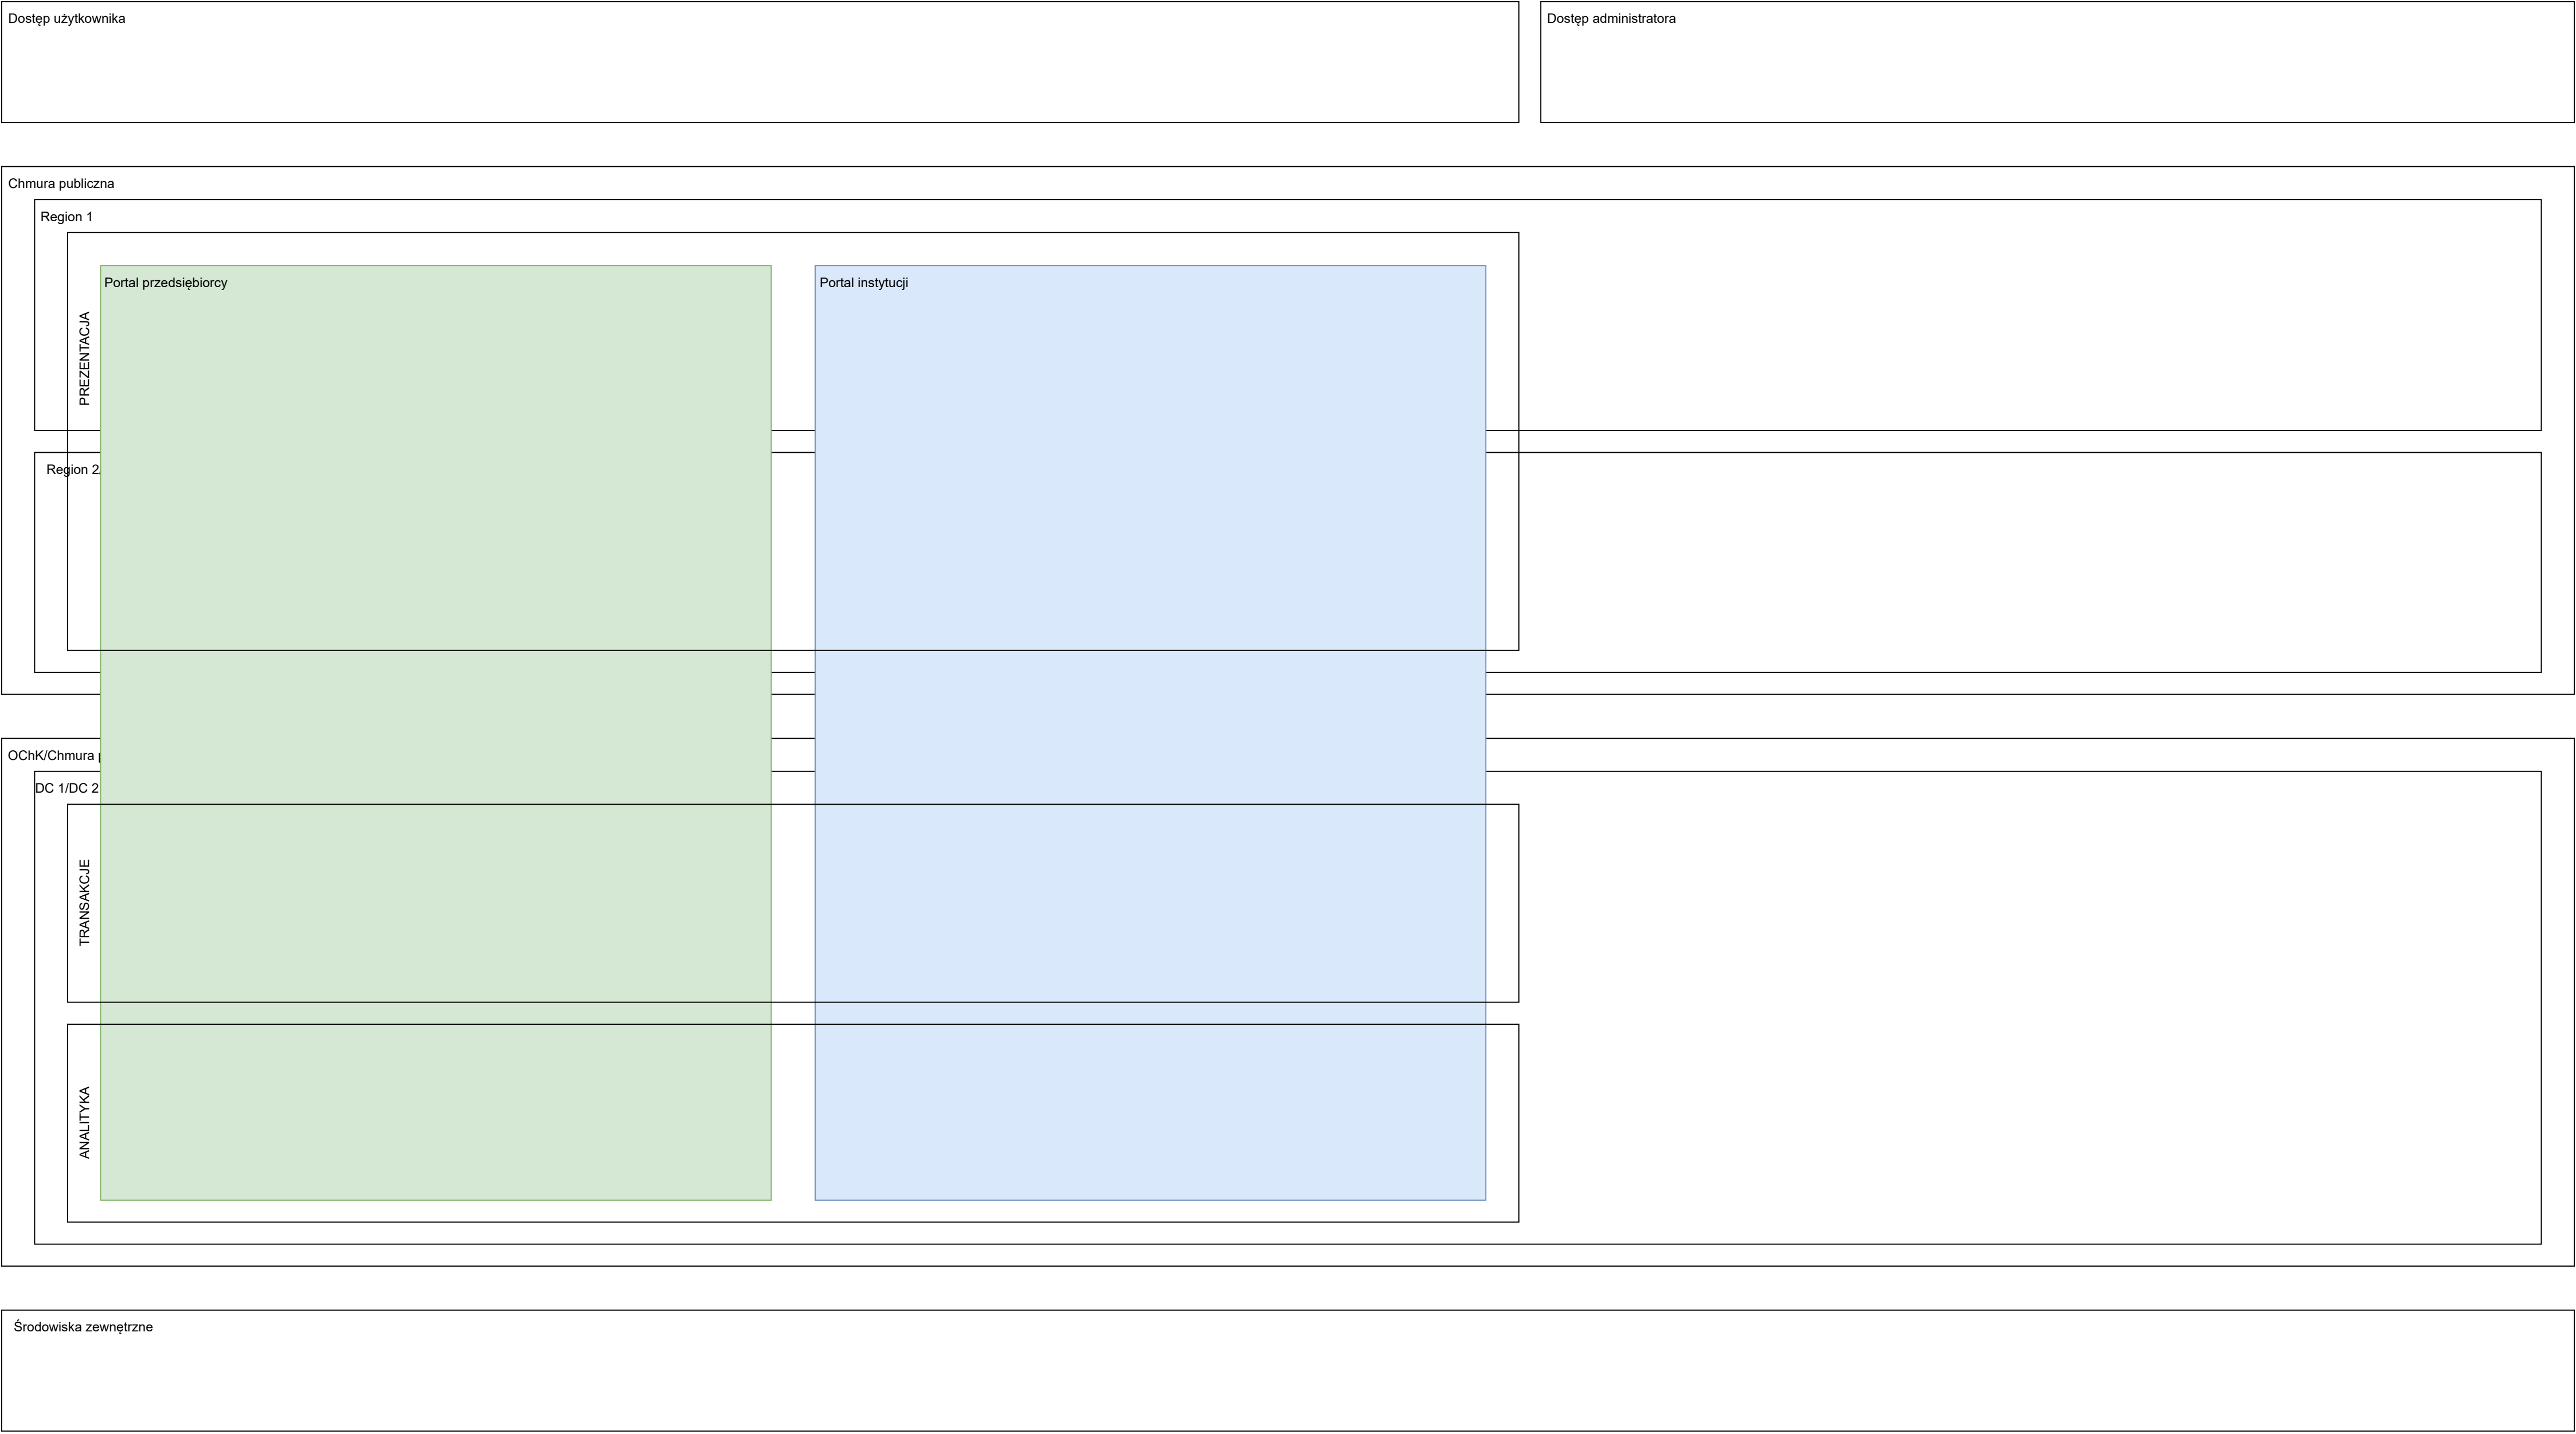 Dostęp użytkownika
Dostęp administratora
Chmura publiczna
Region 1
Portal przedsiębiorcy
Portal instytucji
PREZENTACJA
Region 2
OChK/Chmura
DC 1/DC 2
TRANSAKCJE
ANALITYKA
Środowiska zewnętrzne